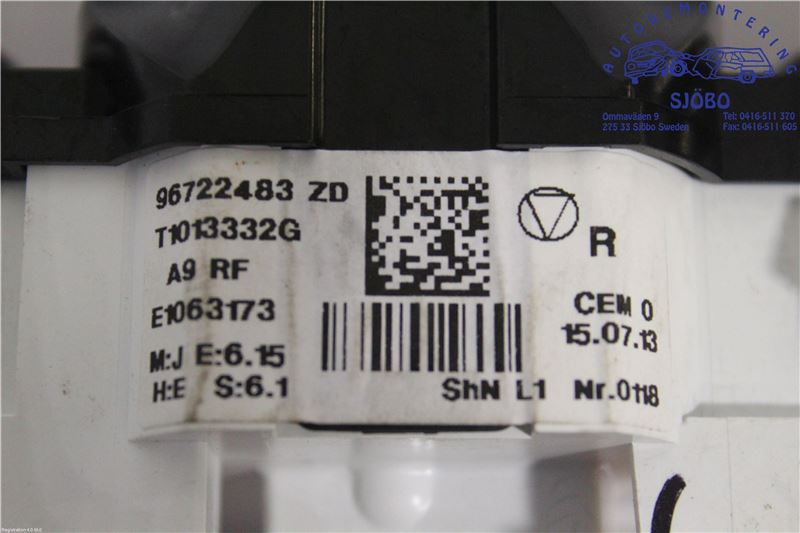 AUTODEMONTERING
SJÖBO
Ommaväden 9
275 33 Sjöbo Sweden
Tel: 0416-511 370
Fax: 0416-511 605
96722483 ZD
T1013332G
A9 RF
E1063173
M:J E:6.15
H:E S:6.1
R
CEM 0
15.07.13
ShN L1 Nr.0118